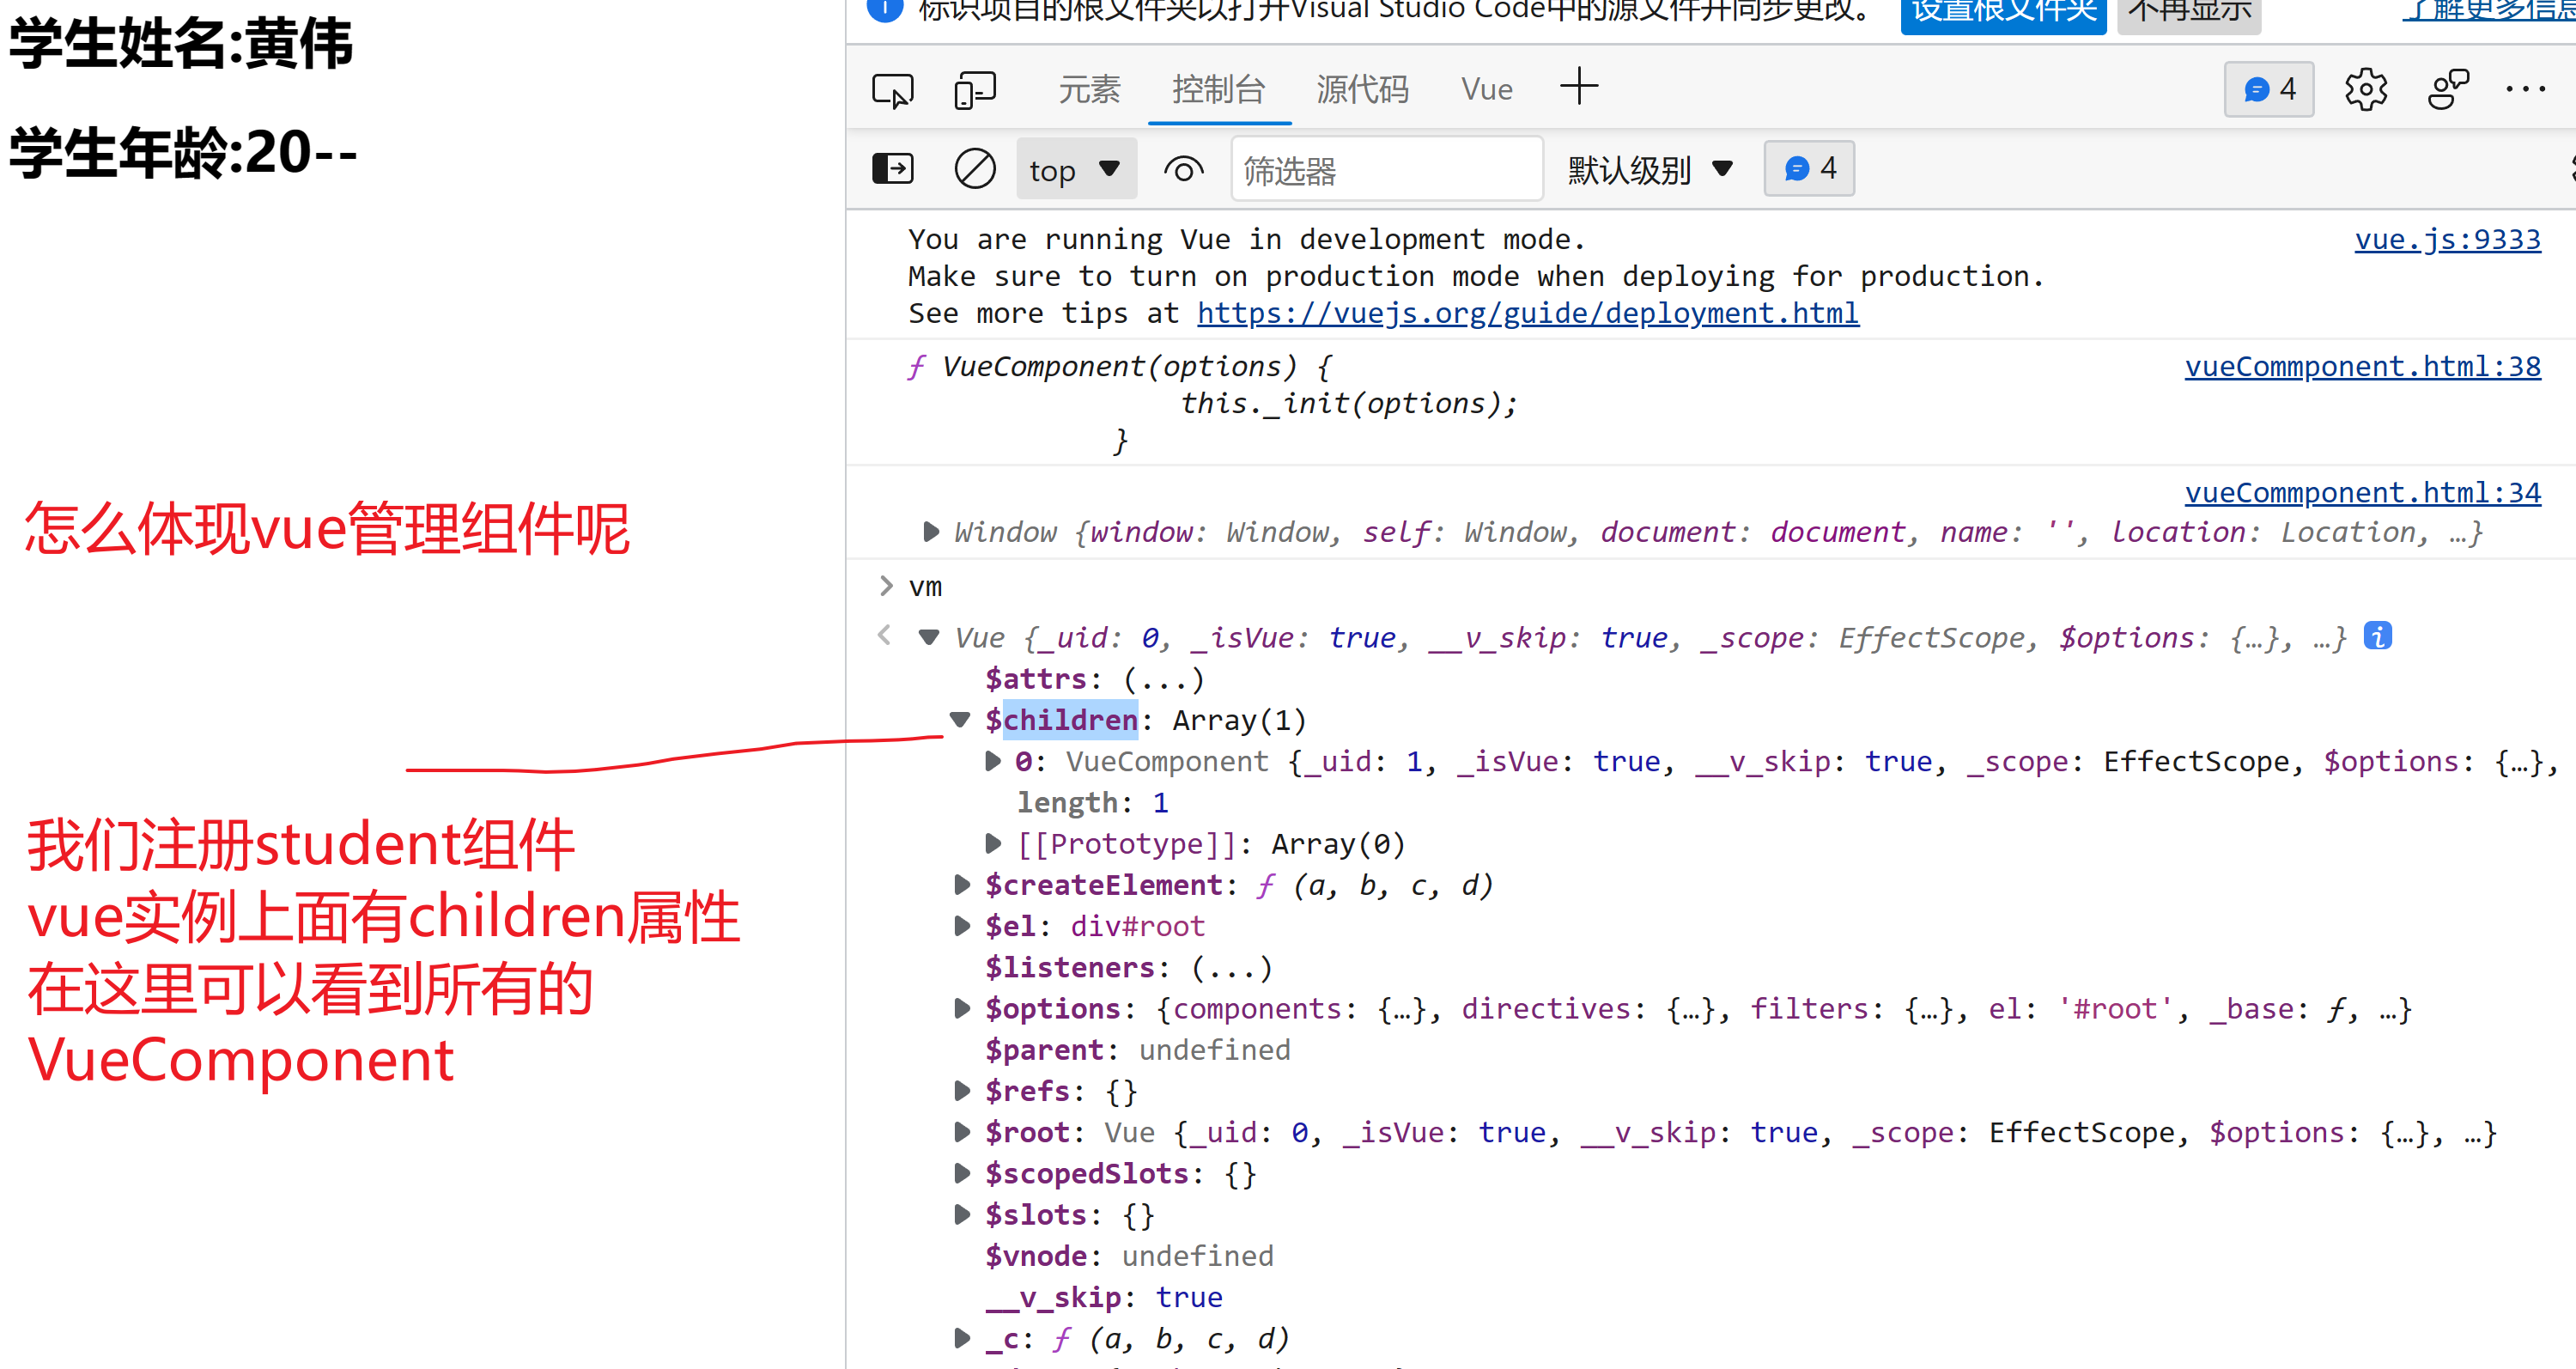 学生姓名:黄伟
学生年龄:20--
怎么体现vue管理组件呢
我们注册student组件
vue实例上面有children属性
在这里可以看到所有的
VueComponent
标识项目的根文件夹以打开Visual Studio Code中的源文件并同步更改。 设置根文件夹 不再显示 了解更多信息
元素 控制台 源代码 Vue 4
top 筛选器 默认级别 4
You are running Vue in development mode. vue.js:9333
Make sure to turn on production mode when deploying for production.
See more tips at https://vuejs.org/guide/deployment.html
ƒ VueComponent(options) { vueCommponent.html:38
this._init(options);
}
vueCommponent.html:34
Window {window: Window, self: Window, document: document, name: '', location: Location, …}
vm
Vue {_uid: 0, _isVue: true, __v_skip: true, _scope: EffectScope, $options: {…}, …}
$attrs: (...)
$children: Array(1)
0: VueComponent {_uid: 1, _isVue: true, __v_skip: true, _scope: EffectScope, $options: {…},
length: 1
[[Prototype]]: Array(0)
$createElement: ƒ (a, b, c, d)
$el: div#root
$listeners: (...)
$options: {components: {…}, directives: {…}, filters: {…}, el: '#root', _base: ƒ, …}
$parent: undefined
$refs: {}
$root: Vue {_uid: 0, _isVue: true, __v_skip: true, _scope: EffectScope, $options: {…}, …}
$scopedSlots: {}
$slots: {}
$vnode: undefined
__v_skip: true
_c: ƒ (a, b, c, d)